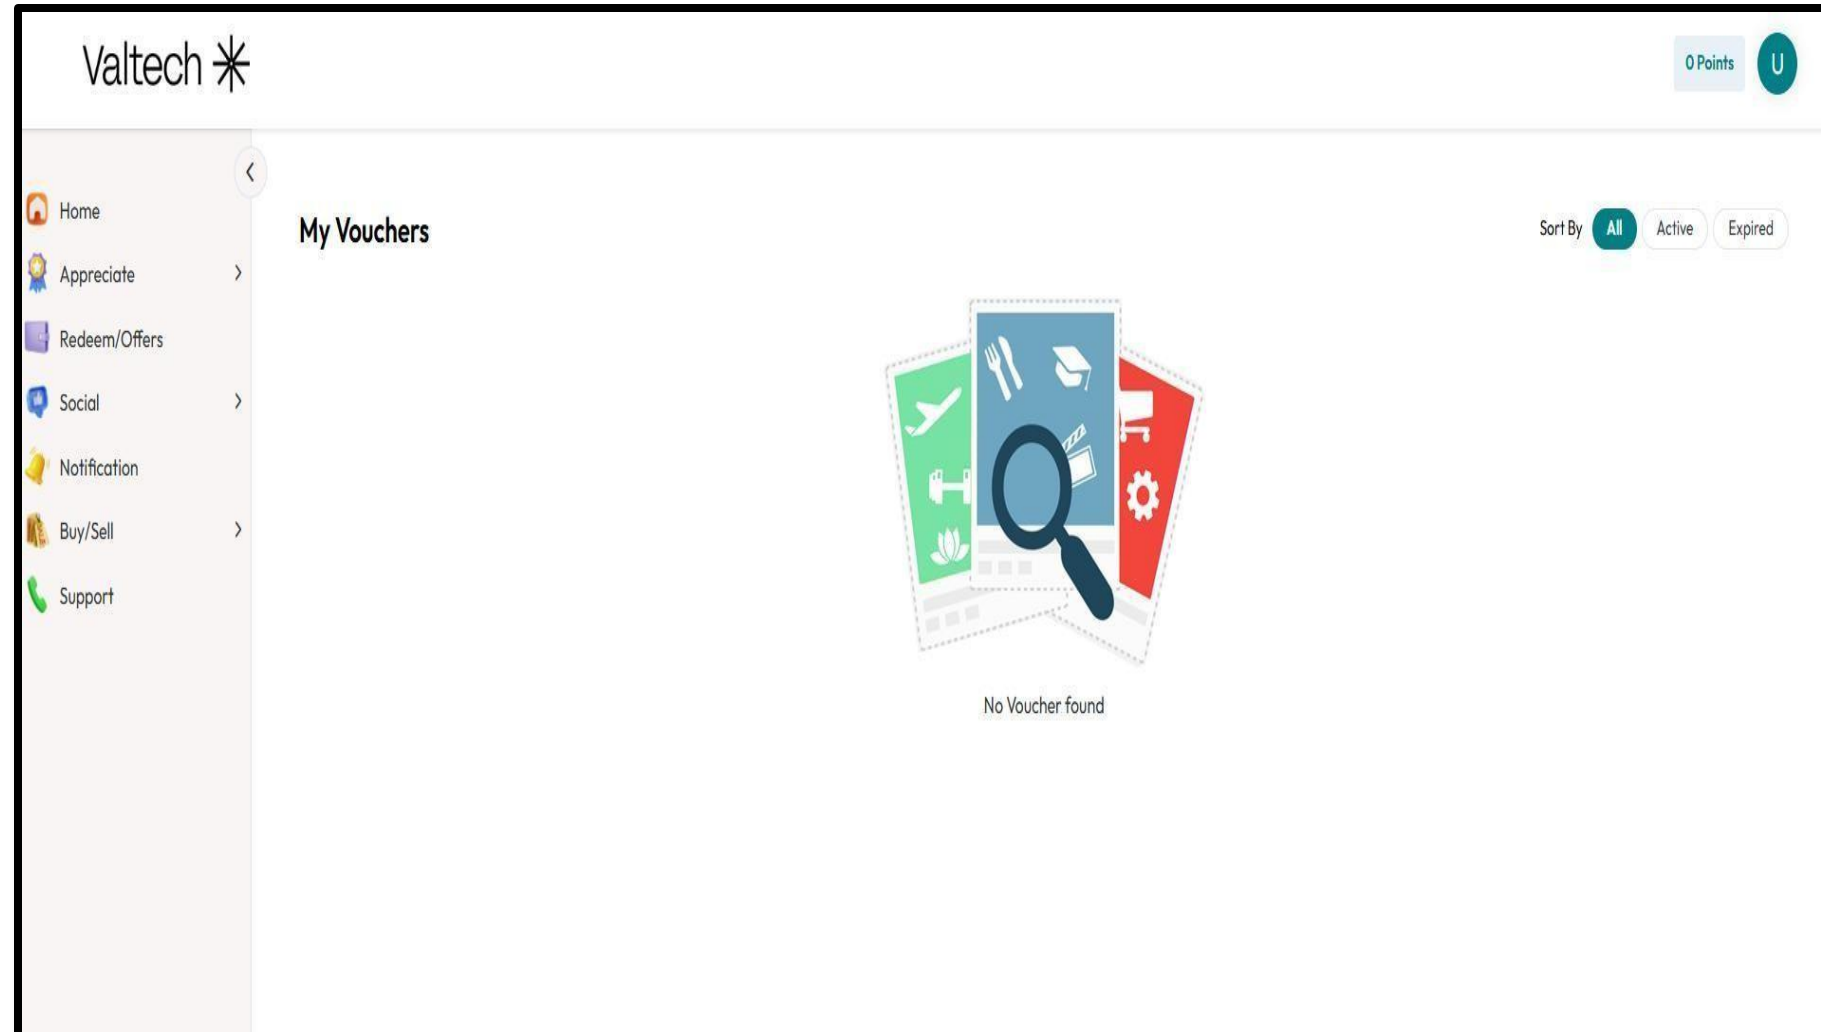 Valtech
0 Points
U
Home
Appreciate
Redeem/Offers
Social
Notification
Buy/Sell
Support
My Vouchers
Sort By All Active Expired
No Voucher found